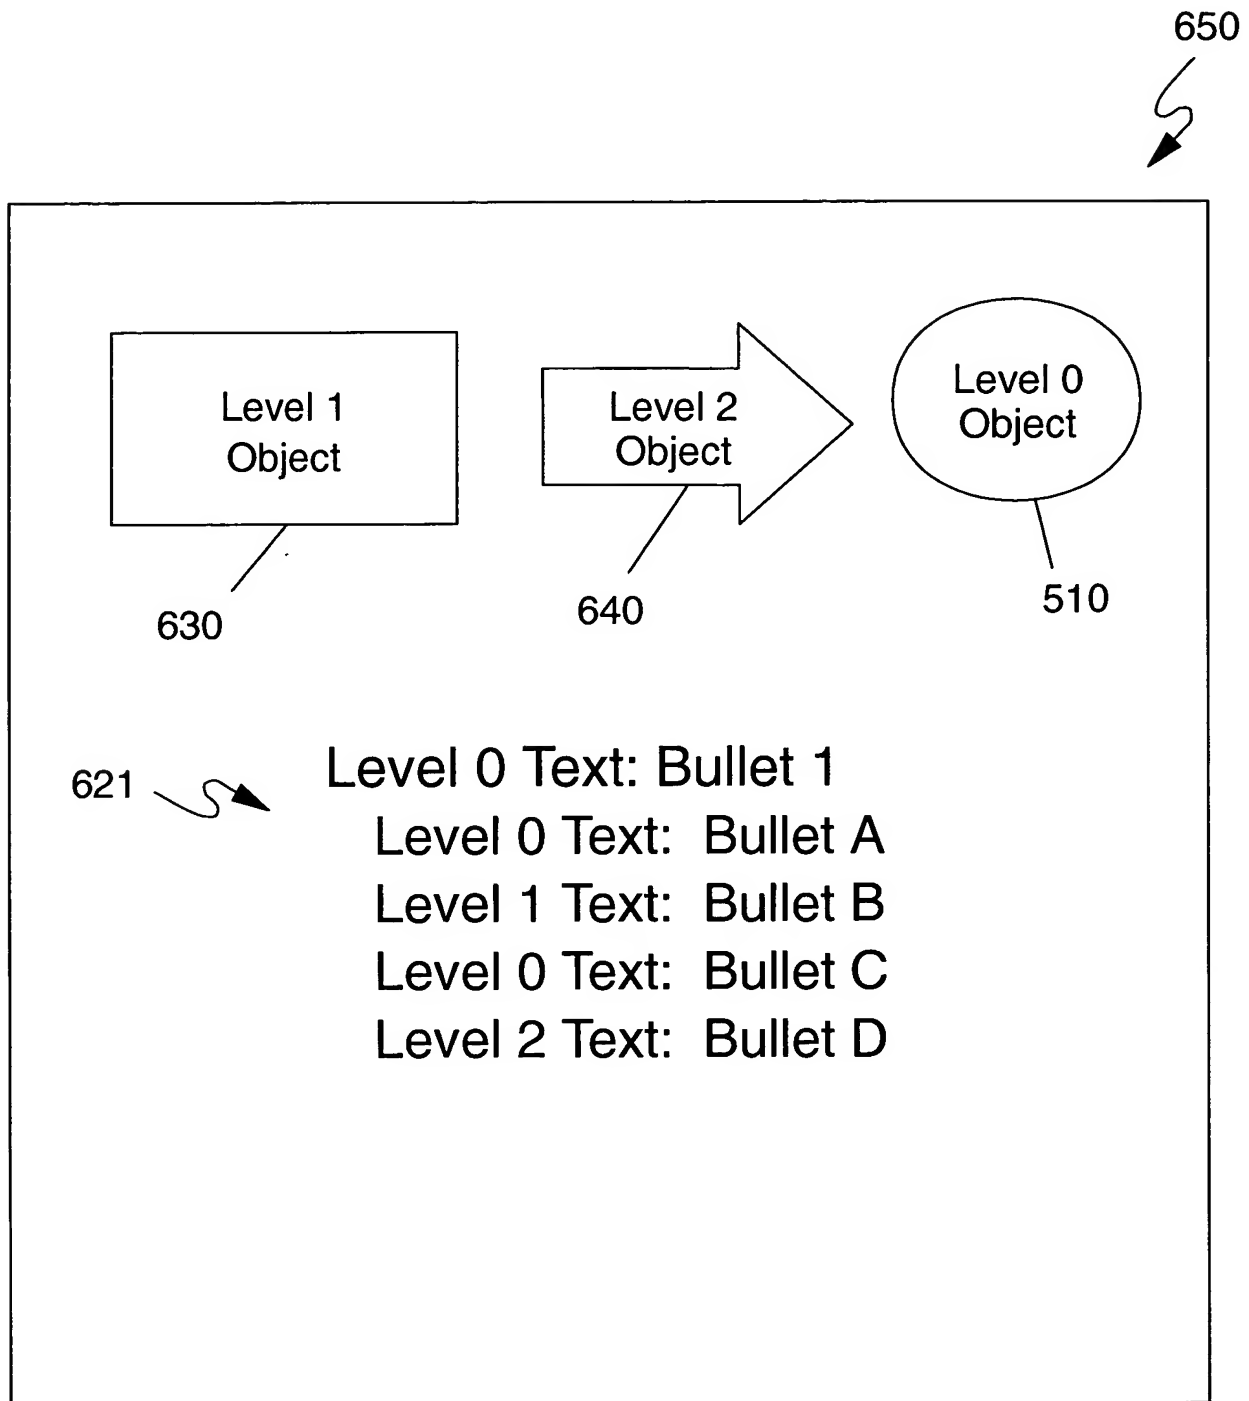 650
Level 1
Object
Level 2
Object
Level 0
Object
630
640
510
621
Level 0 Text: Bullet 1
Level 0 Text: Bullet A
Level 1 Text: Bullet B
Level 0 Text: Bullet C
Level 2 Text: Bullet D